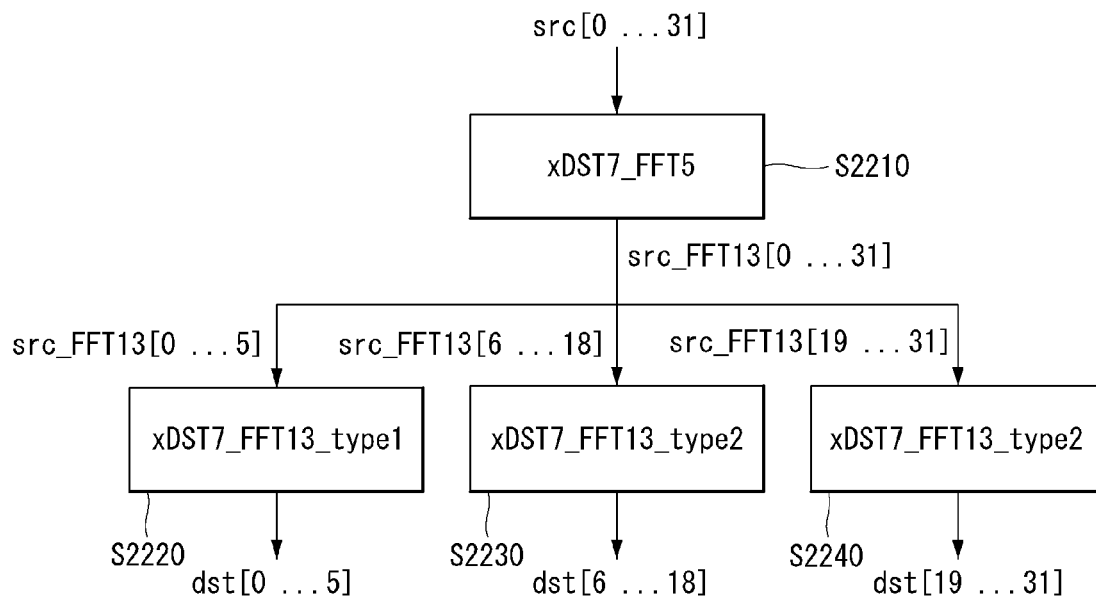 src[0 ... 31]
xDST7_FFT5
S2210
src_FFT13[0 ... 31]
src_FFT13[0 ... 5]
src_FFT13[6 ... 18]
src_FFT13[19 ... 31]
xDST7_FFT13_type1
xDST7_FFT13_type2
xDST7_FFT13_type2
S2220
S2230
S2240
dst[0 ... 5]
dst[6 ... 18]
dst[19 ... 31]